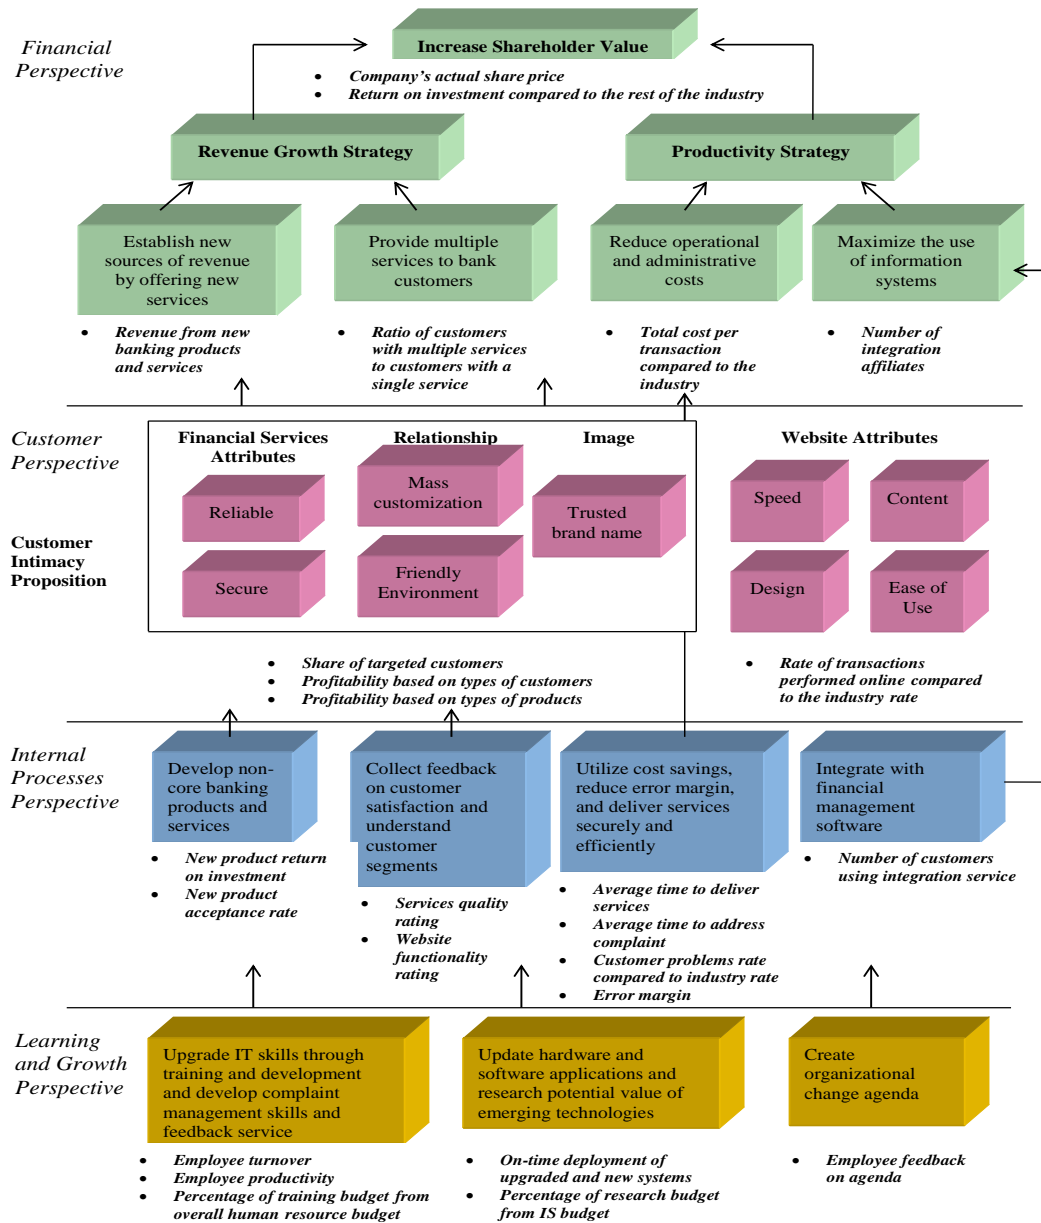 Financial
Perspective
Increase Shareholder Value
• Company's actual share price
• Return on investment compared to the rest of the industry
Revenue Growth Strategy
Productivity Strategy
Establish new
sources of revenue
by offering new
services
Provide multiple
services to bank
customers
Reduce operational
and administrative
costs
Maximize the use
of information
systems
• Revenue from new
banking products
and services
• Ratio of customers
with multiple services
to customers with a
single service
• Total cost per
transaction
compared to the
industry
• Number of
integration
affiliates
Customer
Perspective
Customer
Intimacy
Proposition
Financial Services
Attributes
Reliable
Secure
Relationship
Mass
customization
Friendly
Environment
Image
Trusted
brand name
Website Attributes
Speed
Content
Design
Ease of
Use
• Share of targeted customers
• Profitability based on types of customers
• Profitability based on types of products
• Rate of transactions
performed online compared
to the industry rate
Internal
Processes
Perspective
Develop non-
core banking
products and
services
Collect feedback
on customer
satisfaction and
understand
customer
segments
Utilize cost savings,
reduce error margin,
and deliver services
securely and
efficiently
Integrate with
financial
management
software
• New product return
on investment
• New product
acceptance rate
• Services quality
rating
• Website
functionality
rating
• Average time to deliver
services
• Average time to address
complaint
• Customer problems rate
compared to industry rate
• Error margin
• Number of customers
using integration service
Learning
and Growth
Perspective
Upgrade IT skills through
training and development
and develop complaint
management skills and
feedback service
Update hardware and
software applications and
research potential value of
emerging technologies
Create
organizational
change agenda
• Employee turnover
• Employee productivity
• Percentage of training budget from
overall human resource budget
• On-time deployment of
upgraded and new systems
• Percentage of research budget
from IS budget
• Employee feedback
on agenda